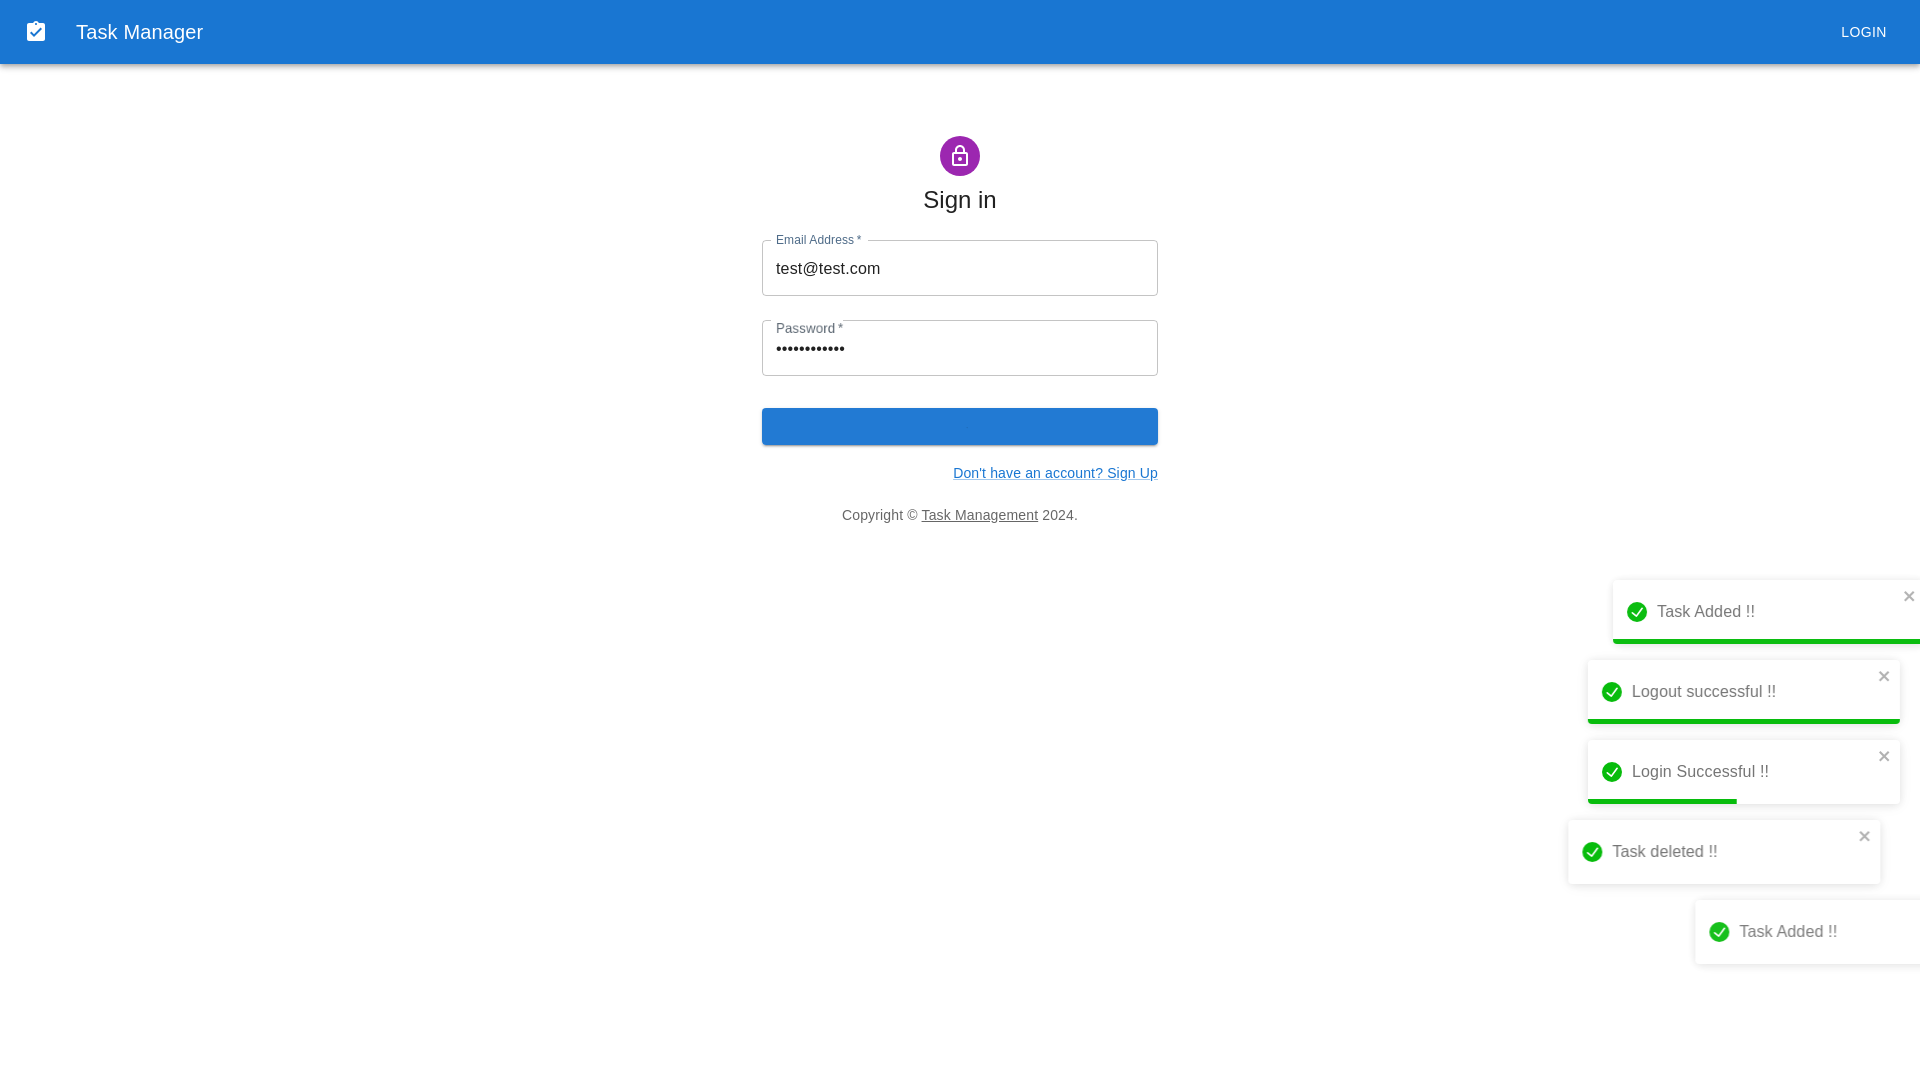 Task Manager
LOGIN
Sign in
Email Address *
test@test.com
Password *
••••••••••••
Don't have an account? Sign Up
Copyright © Task Management 2024.
Task Added !!
Logout successful !!
Login Successful !!
Task deleted !!
Task Added !!